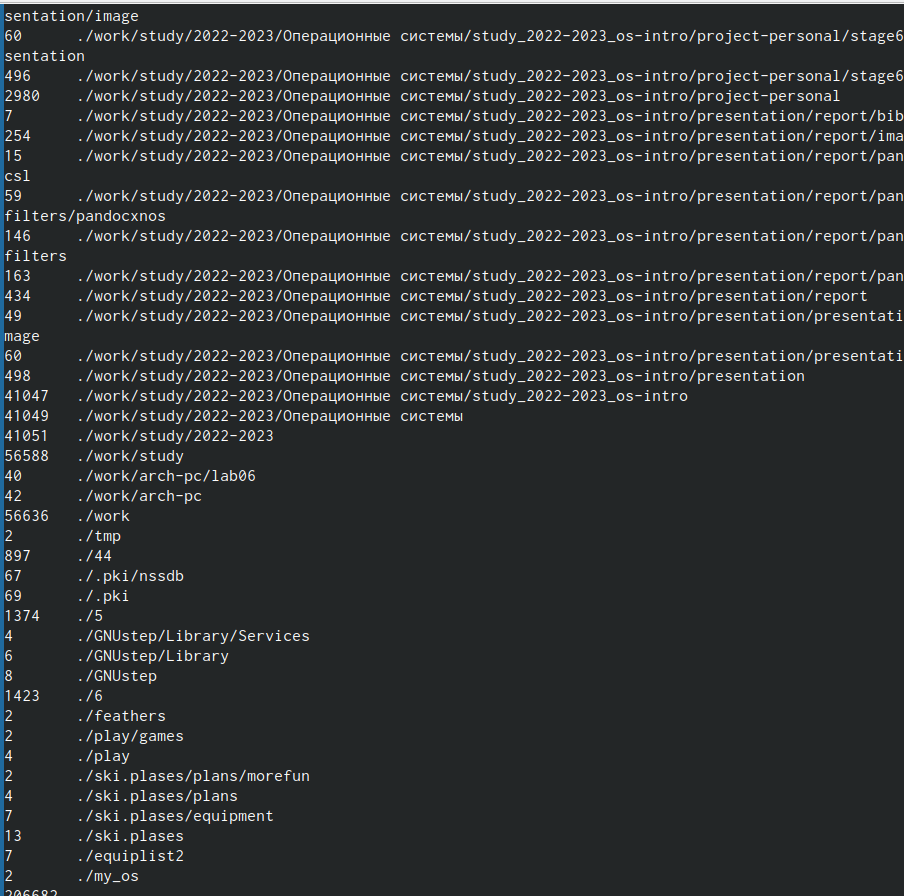 sentation/image
60 ./work/study/2022-2023/Операционные системы/study_2022-2023_os-intro/project-personal/stage6
sentation
496 ./work/study/2022-2023/Операционные системы/study_2022-2023_os-intro/project-personal/stage6
2980 ./work/study/2022-2023/Операционные системы/study_2022-2023_os-intro/project-personal
7 ./work/study/2022-2023/Операционные системы/study_2022-2023_os-intro/presentation/report/bib
254 ./work/study/2022-2023/Операционные системы/study_2022-2023_os-intro/presentation/report/ima
15 ./work/study/2022-2023/Операционные системы/study_2022-2023_os-intro/presentation/report/pan
csl
59 ./work/study/2022-2023/Операционные системы/study_2022-2023_os-intro/presentation/report/pan
filters/pandocxnos
146 ./work/study/2022-2023/Операционные системы/study_2022-2023_os-intro/presentation/report/pan
filters
163 ./work/study/2022-2023/Операционные системы/study_2022-2023_os-intro/presentation/report/pan
434 ./work/study/2022-2023/Операционные системы/study_2022-2023_os-intro/presentation/report
49 ./work/study/2022-2023/Операционные системы/study_2022-2023_os-intro/presentation/presentati
mage
60 ./work/study/2022-2023/Операционные системы/study_2022-2023_os-intro/presentation/presentati
498 ./work/study/2022-2023/Операционные системы/study_2022-2023_os-intro/presentation
41047 ./work/study/2022-2023/Операционные системы/study_2022-2023_os-intro
41049 ./work/study/2022-2023/Операционные системы
41051 ./work/study/2022-2023
56588 ./work/study
40 ./work/arch-pc/lab06
42 ./work/arch-pc
56636 ./work
2 ./tmp
897 ./44
67 ./.pki/nssdb
69 ./.pki
1374 ./5
4 ./GNUstep/Library/Services
6 ./GNUstep/Library
8 ./GNUstep
1423 ./6
2 ./feathers
2 ./play/games
4 ./play
2 ./ski.plases/plans/morefun
4 ./ski.plases/plans
7 ./ski.plases/equipment
13 ./ski.plases
7 ./equiplist2
2 ./my_os